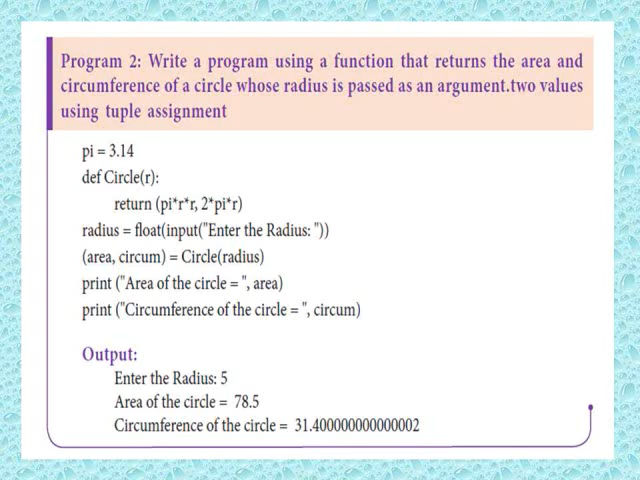 Program 2: Write a program using a function that returns the area and
circumference of a circle whose radius is passed as an argument.two values
using tuple assignment
pi = 3.14
def Circle(r):
return (pi*r*r, 2*pi*r)
radius = float(input("Enter the Radius: "))
(area, circum) = Circle(radius)
print ("Area of the circle = ", area)
print ("Circumference of the circle = ", circum)
Output:
Enter the Radius: 5
Area of the circle =  78.5
Circumference of the circle =  31.400000000000002